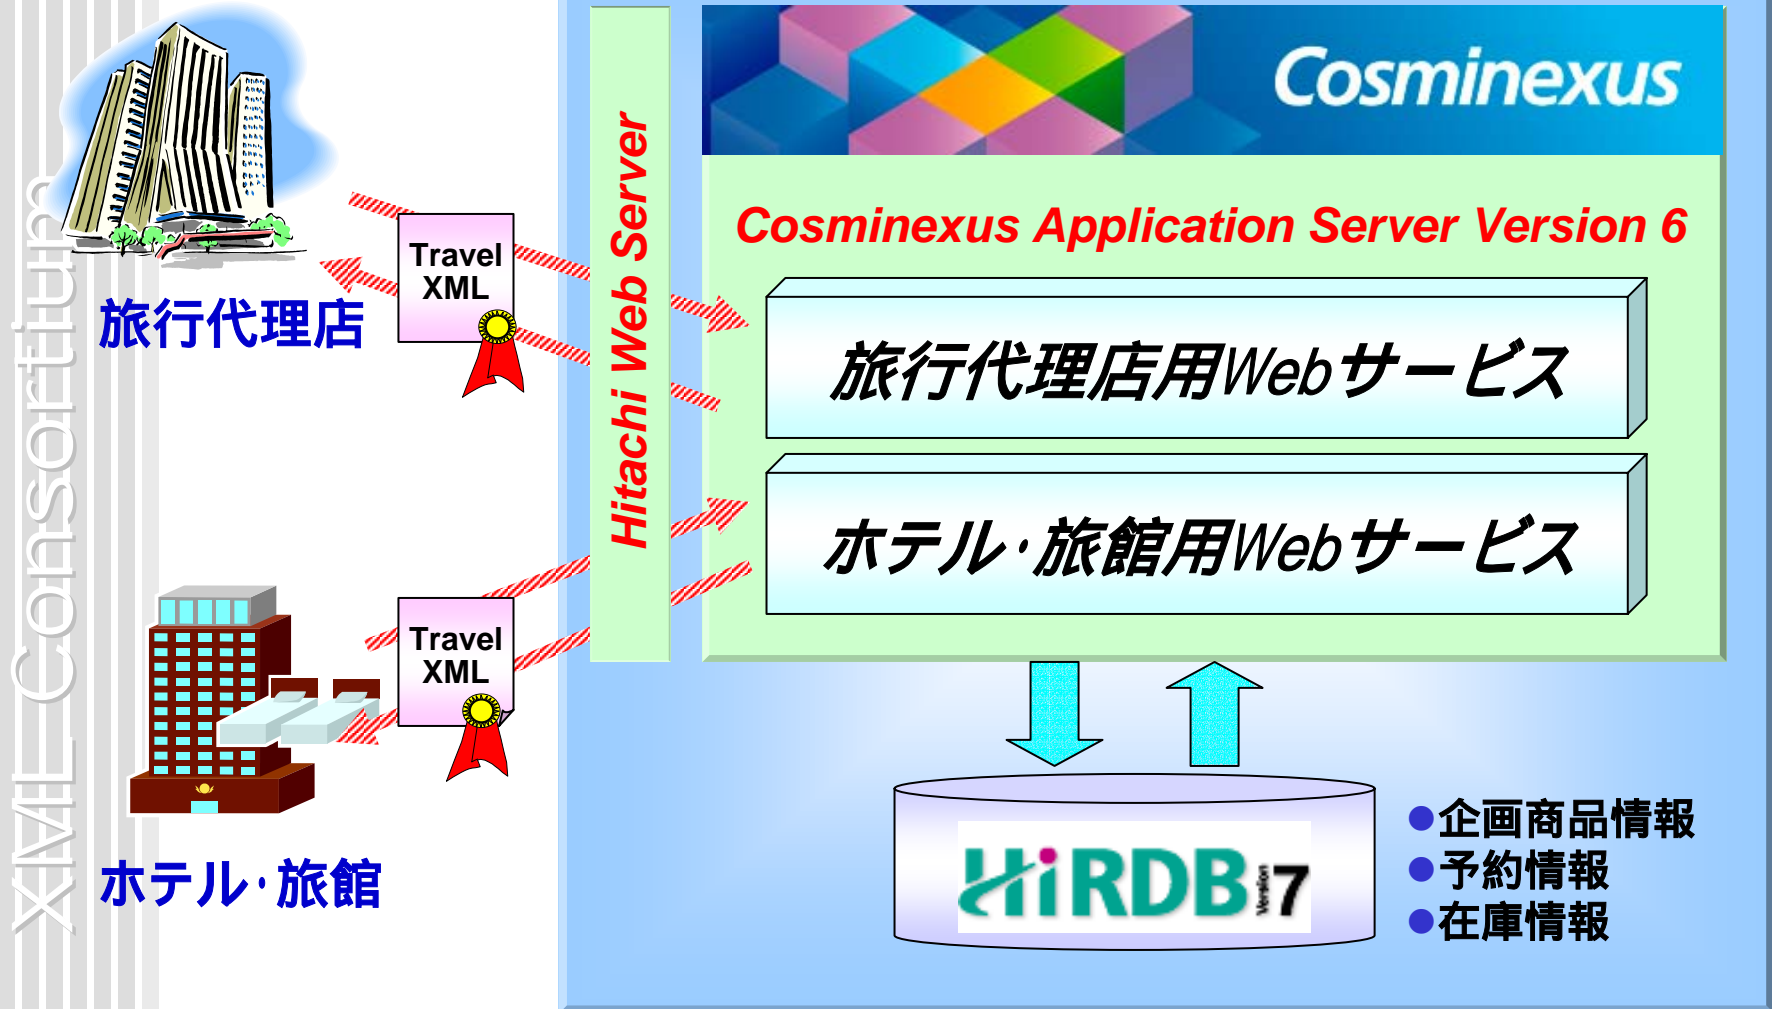 XML Consortium
旅行代理店
Travel
XML
Hitachi Web Server
Cosminexus
Cosminexus Application Server Version 6
旅行代理店用Webサービス
ホテル・旅館用Webサービス
Travel
XML
ホテル・旅館
HiRDB Version 7
●企画商品情報
●予約情報
●在庫情報